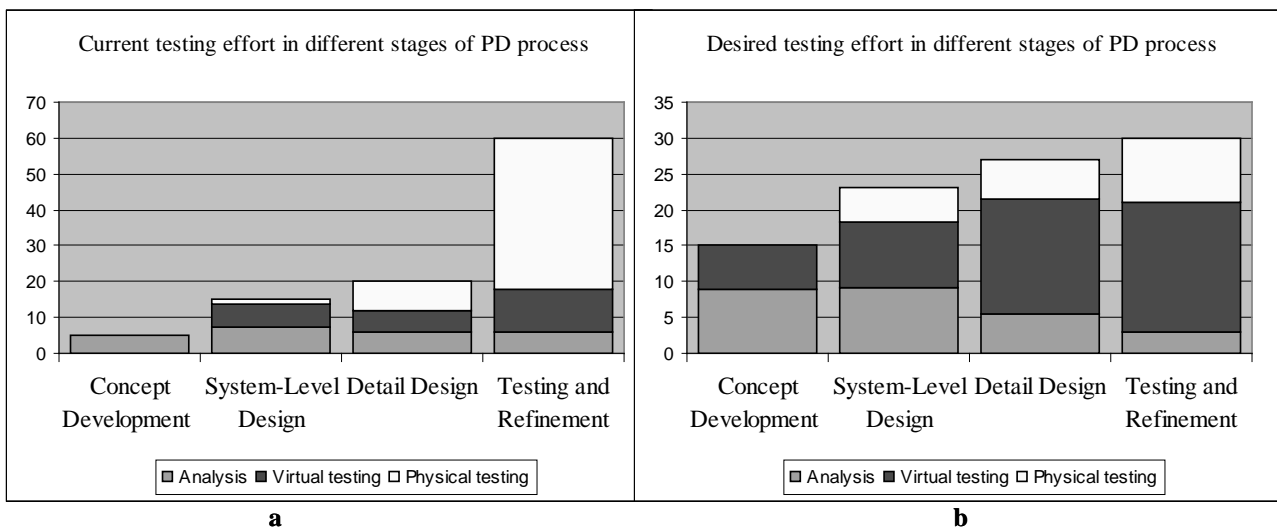 Current testing effort in different stages of PD process
70
60
50
40
30
20
10
0
Concept
Development
System-Level
Design
Detail Design
Testing and
Refinement
Analysis Virtual testing Physical testing
a
Desired testing effort in different stages of PD process
35
30
25
20
15
10
5
0
Concept
Development
System-Level
Design
Detail Design
Testing and
Refinement
Analysis Virtual testing Physical testing
b